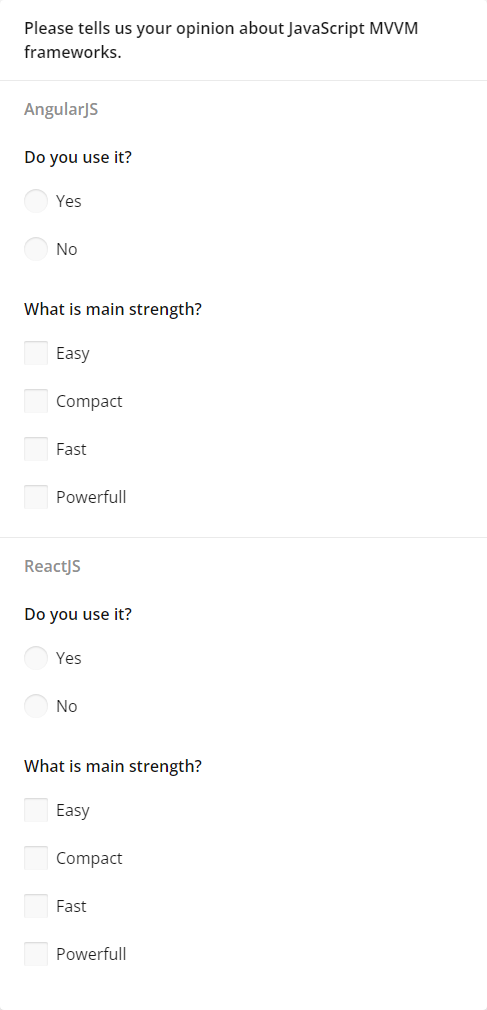 Please tells us your opinion about JavaScript MVVM
frameworks.
AngularJS
Do you use it?
Yes
No
What is main strength?
Easy
Compact
Fast
Powerfull
ReactJS
Do you use it?
Yes
No
What is main strength?
Easy
Compact
Fast
Powerfull